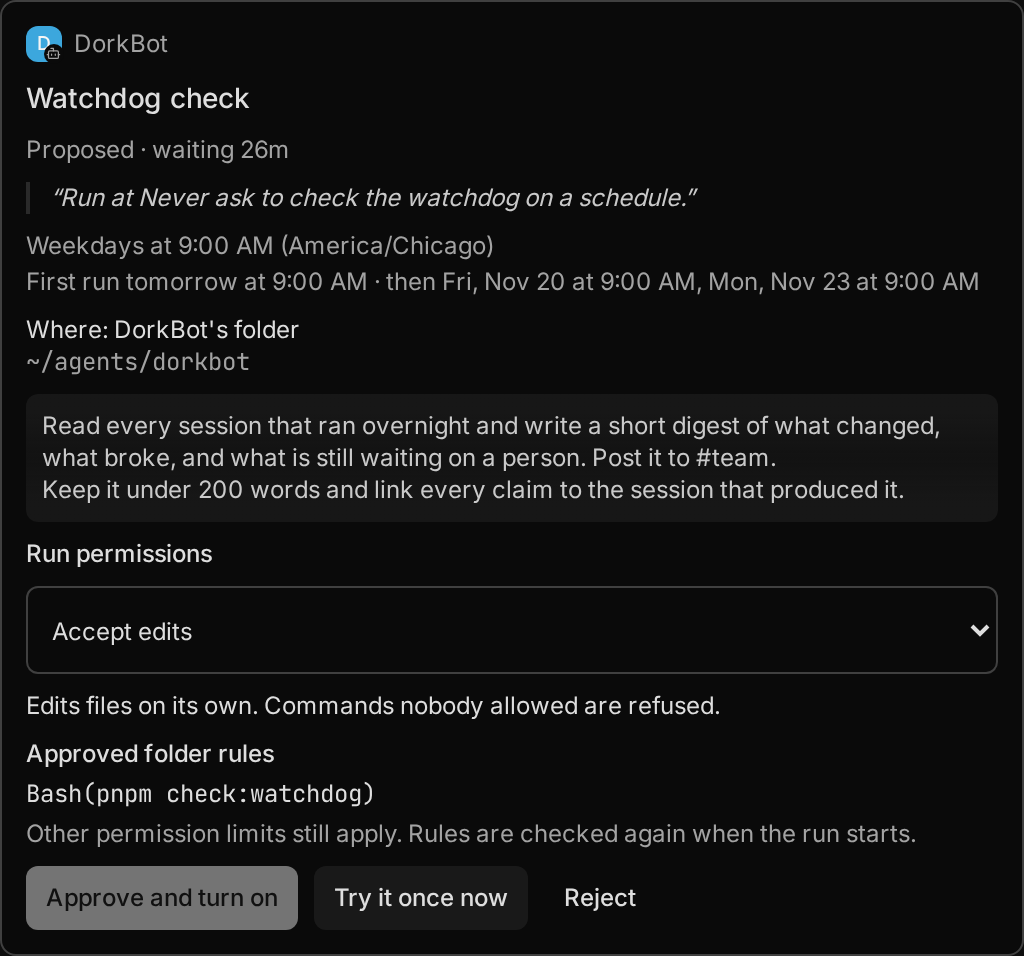 D
DorkBot
Watchdog check
Proposed · waiting 26m
“Run at Never ask to check the watchdog on a schedule.”
Weekdays at 9:00 AM (America/Chicago)
First run tomorrow at 9:00 AM · then Fri, Nov 20 at 9:00 AM, Mon, Nov 23 at 9:00 AM
Where: DorkBot's folder
~/agents/dorkbot
Read every session that ran overnight and write a short digest of what changed,
what broke, and what is still waiting on a person. Post it to #team.
Keep it under 200 words and link every claim to the session that produced it.
Run permissions
Accept edits
Edits files on its own. Commands nobody allowed are refused.
Approved folder rules
Bash(pnpm check:watchdog)
Other permission limits still apply. Rules are checked again when the run starts.
Approve and turn on
Try it once now
Reject